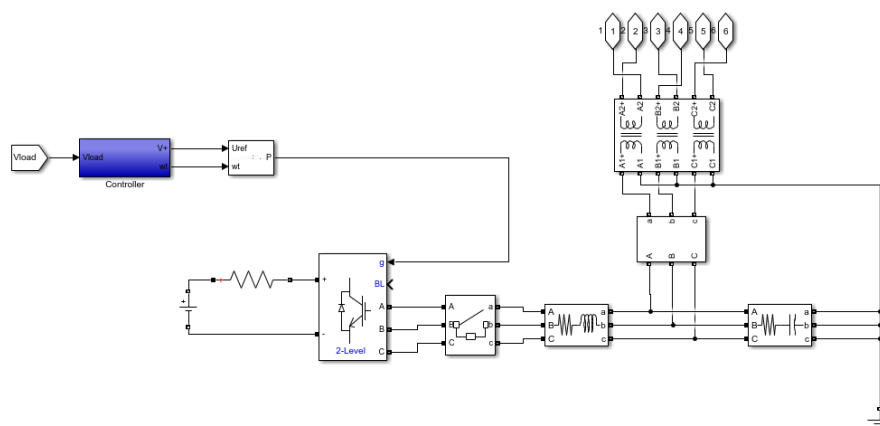 1 2 3 4 5 6
1 2 3 4 5 6
A2+ A2 B2+ B2 C2+ C2
A1+ A1 B1+ B1 C1+ C1
Vload
Vload
V+
wt
Controller
Uref
wt
P
a b c
A B C
g
BL
+
-
A
B
C
2-Level
+
+
A a
B b
C c
A a
B b
C c
A a
B b
C c